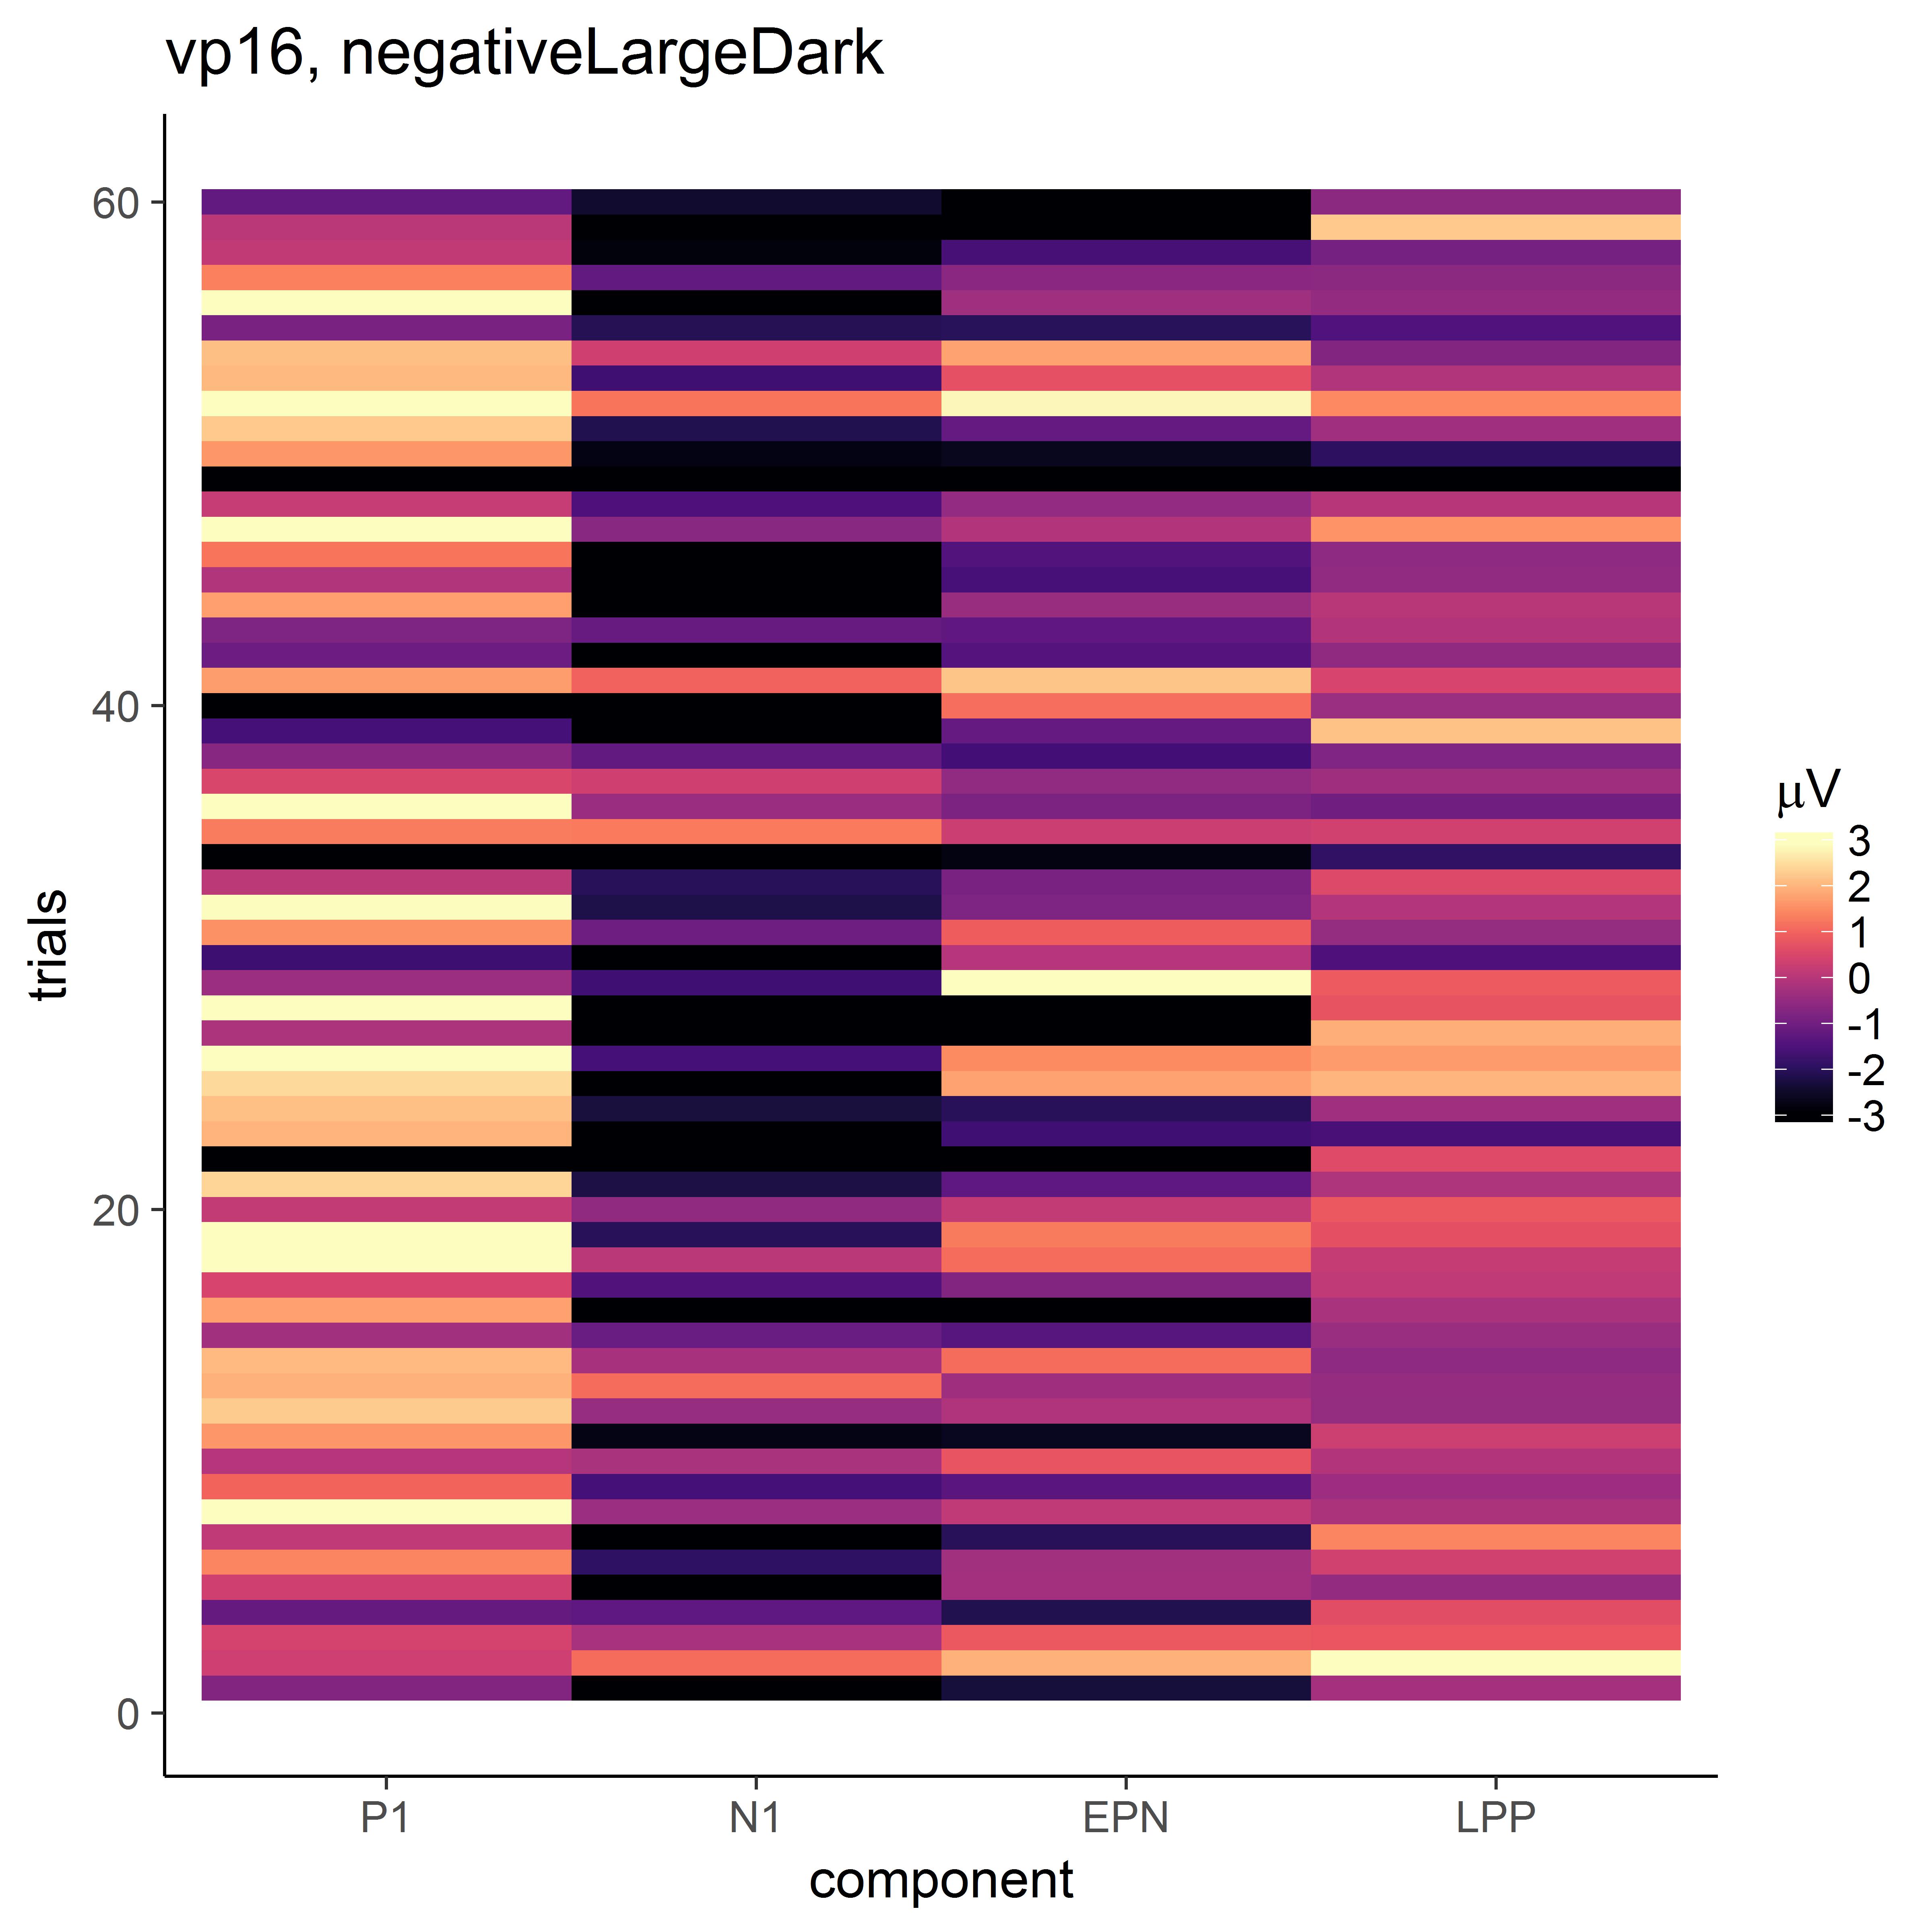 vp16, negativeLargeDark
60
40
20
0
trials
P1 N1 EPN LPP
component
μV
3
2
1
0
-1
-2
-3